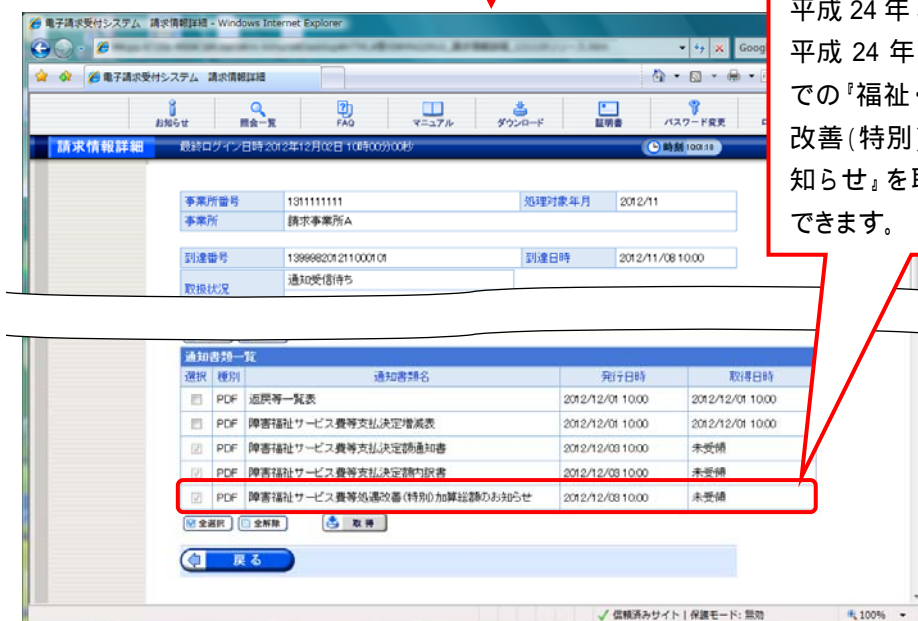 電子請求受付システム 請求情報詳細 - Windows Internet Explorer
電子請求受付システム 請求情報詳細
お知らせ
照会一覧
FAQ
マニュアル
ダウンロード
証明書
パスワード変更
請求情報詳細
最終ログイン日時:2012年12月02日 10時00分00秒
時刻 10:01:18
事業所番号 1311111111 処理対象年月 2012/11
事業所 請求事業所A
到達番号 139998201211000101 到達日時 2012/11/08 10:00
取扱状況 通知受信待ち
通知書類一覧
選択 種別 通知書類名 発行日時 取得日時
PDF 返戻等一覧表 2012/12/01 10:00 2012/12/01 10:00
PDF 障害福祉サービス費等支払決定増減表 2012/12/01 10:00 2012/12/01 10:00
PDF 障害福祉サービス費等支払決定額通知書 2012/12/03 10:00 未受領
PDF 障害福祉サービス費等支払決定額内訳書 2012/12/03 10:00 未受領
PDF 障害福祉サービス費等処遇改善(特別)加算総額のお知らせ 2012/12/03 10:00 未受領
全選択 全解除 取得
戻る
信頼済みサイト | 保護モード: 無効
100%
平成 24 年
平成 24 年
での『福祉・
改善(特別)
知らせ』を
できます。